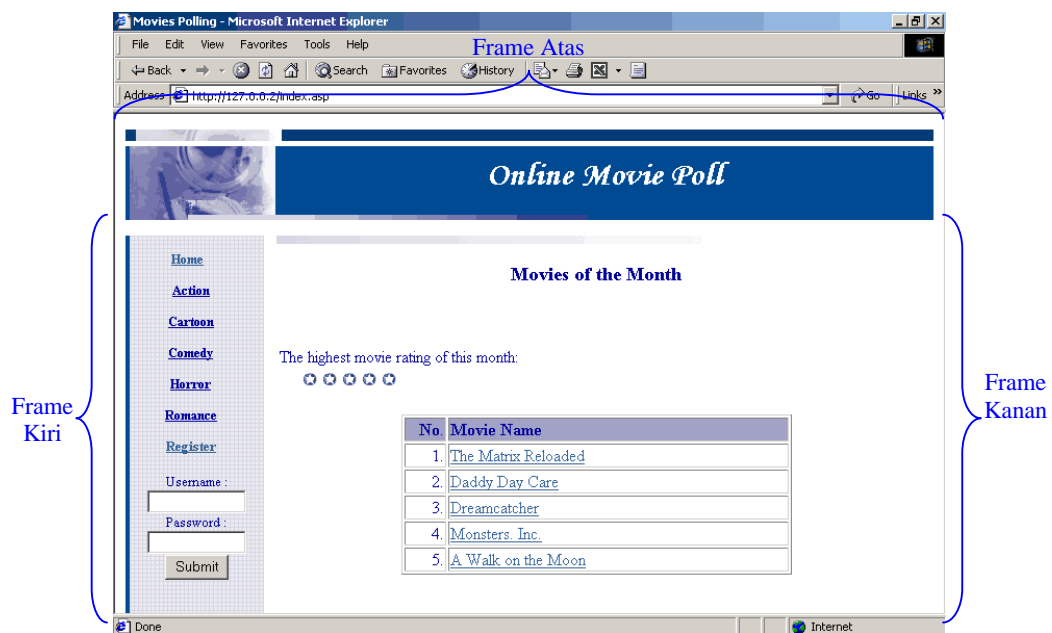 Movies Polling - Microsoft Internet Explorer
File Edit View Favorites Tools Help
Frame Atas
Back Search Favorites History
Address http://127.0.0.2/index.asp Go Links »
Online Movie Poll
Home
Action
Cartoon
Comedy
Horror
Romance
Register
Username :
Password :
Submit
Movies of the Month
The highest movie rating of this month:
No. Movie Name
1. The Matrix Reloaded
2. Daddy Day Care
3. Dreamcatcher
4. Monsters. Inc.
5. A Walk on the Moon
Frame
Kiri
Frame
Kanan
Done Internet